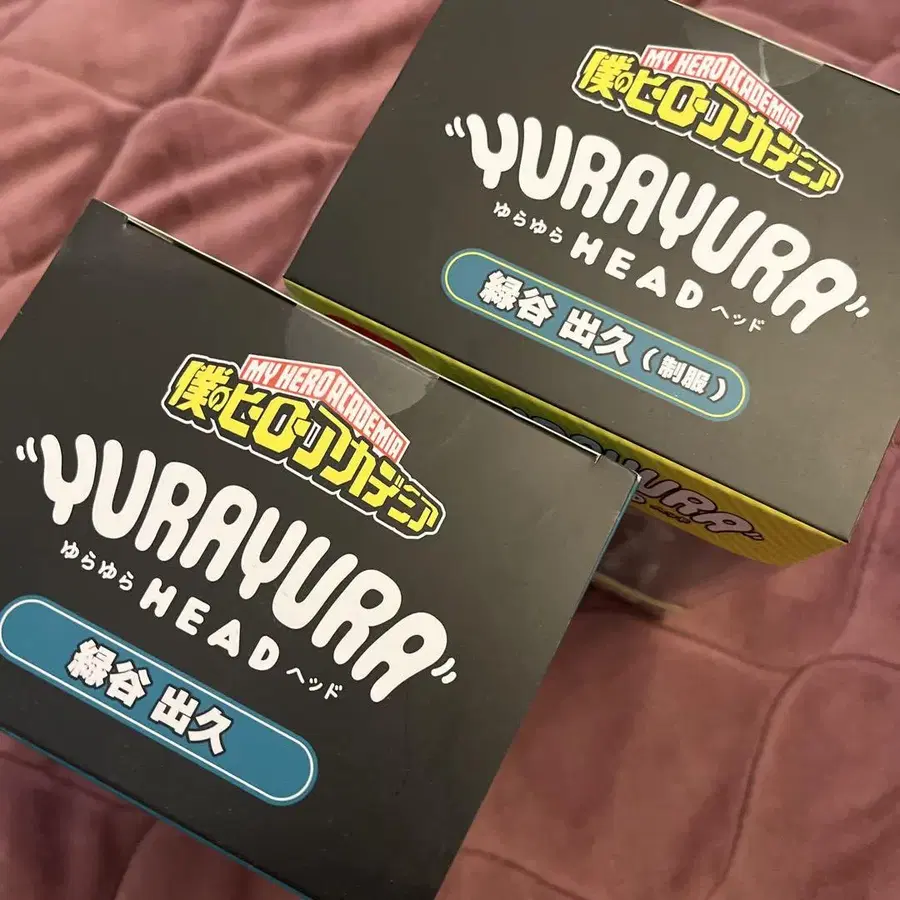 MY HERO ACADEMIA
僕のヒーローアカデミア
"YURAYURA"
ゆらゆら HEAD ヘッド
緑谷 出久(制服)
MY HERO ACADEMIA
僕のヒーローアカデミア
"YURAYURA"
ゆらゆら HEAD ヘッド
緑谷 出久